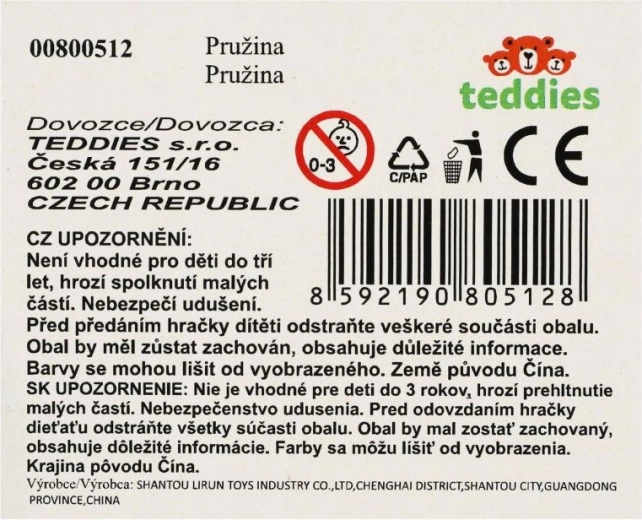 00800512
Pružina
Pružina
teddies
Dovozce/Dovozca:
TEDDIES s.r.o.
Česká 151/16
602 00 Brno
CZECH REPUBLIC
0-3
C/PAP
CE
8 592190 805128
CZ UPOZORNĚNÍ:
Není vhodné pro děti do tří
let, hrozí spolknutí malých
částí. Nebezpečí udušení.
Před předáním hračky dítěti odstraňte veškeré součásti obalu.
Obal by měl zůstat zachován, obsahuje důležité informace.
Barvy se mohou lišit od vyobrazeného. Země původu Čína.
SK UPOZORNENIE: Nie je vhodné pre deti do 3 rokov, hrozí prehltnutie
malých častí. Nebezpečenstvo udusenia. Pred odovzdaním hračky
dieťaťu odstráňte všetky súčasti obalu. Obal by mal zostať zachovaný,
obsahuje dôležité informácie. Farby sa môžu líšiť od vyobrazenia.
Krajina pôvodu Čína.
Výrobce/Výrobca: SHANTOU LIRUN TOYS INDUSTRY CO.,LTD,CHENGHAI DISTRICT,SHANTOU CITY,GUANGDONG
PROVINCE,CHINA